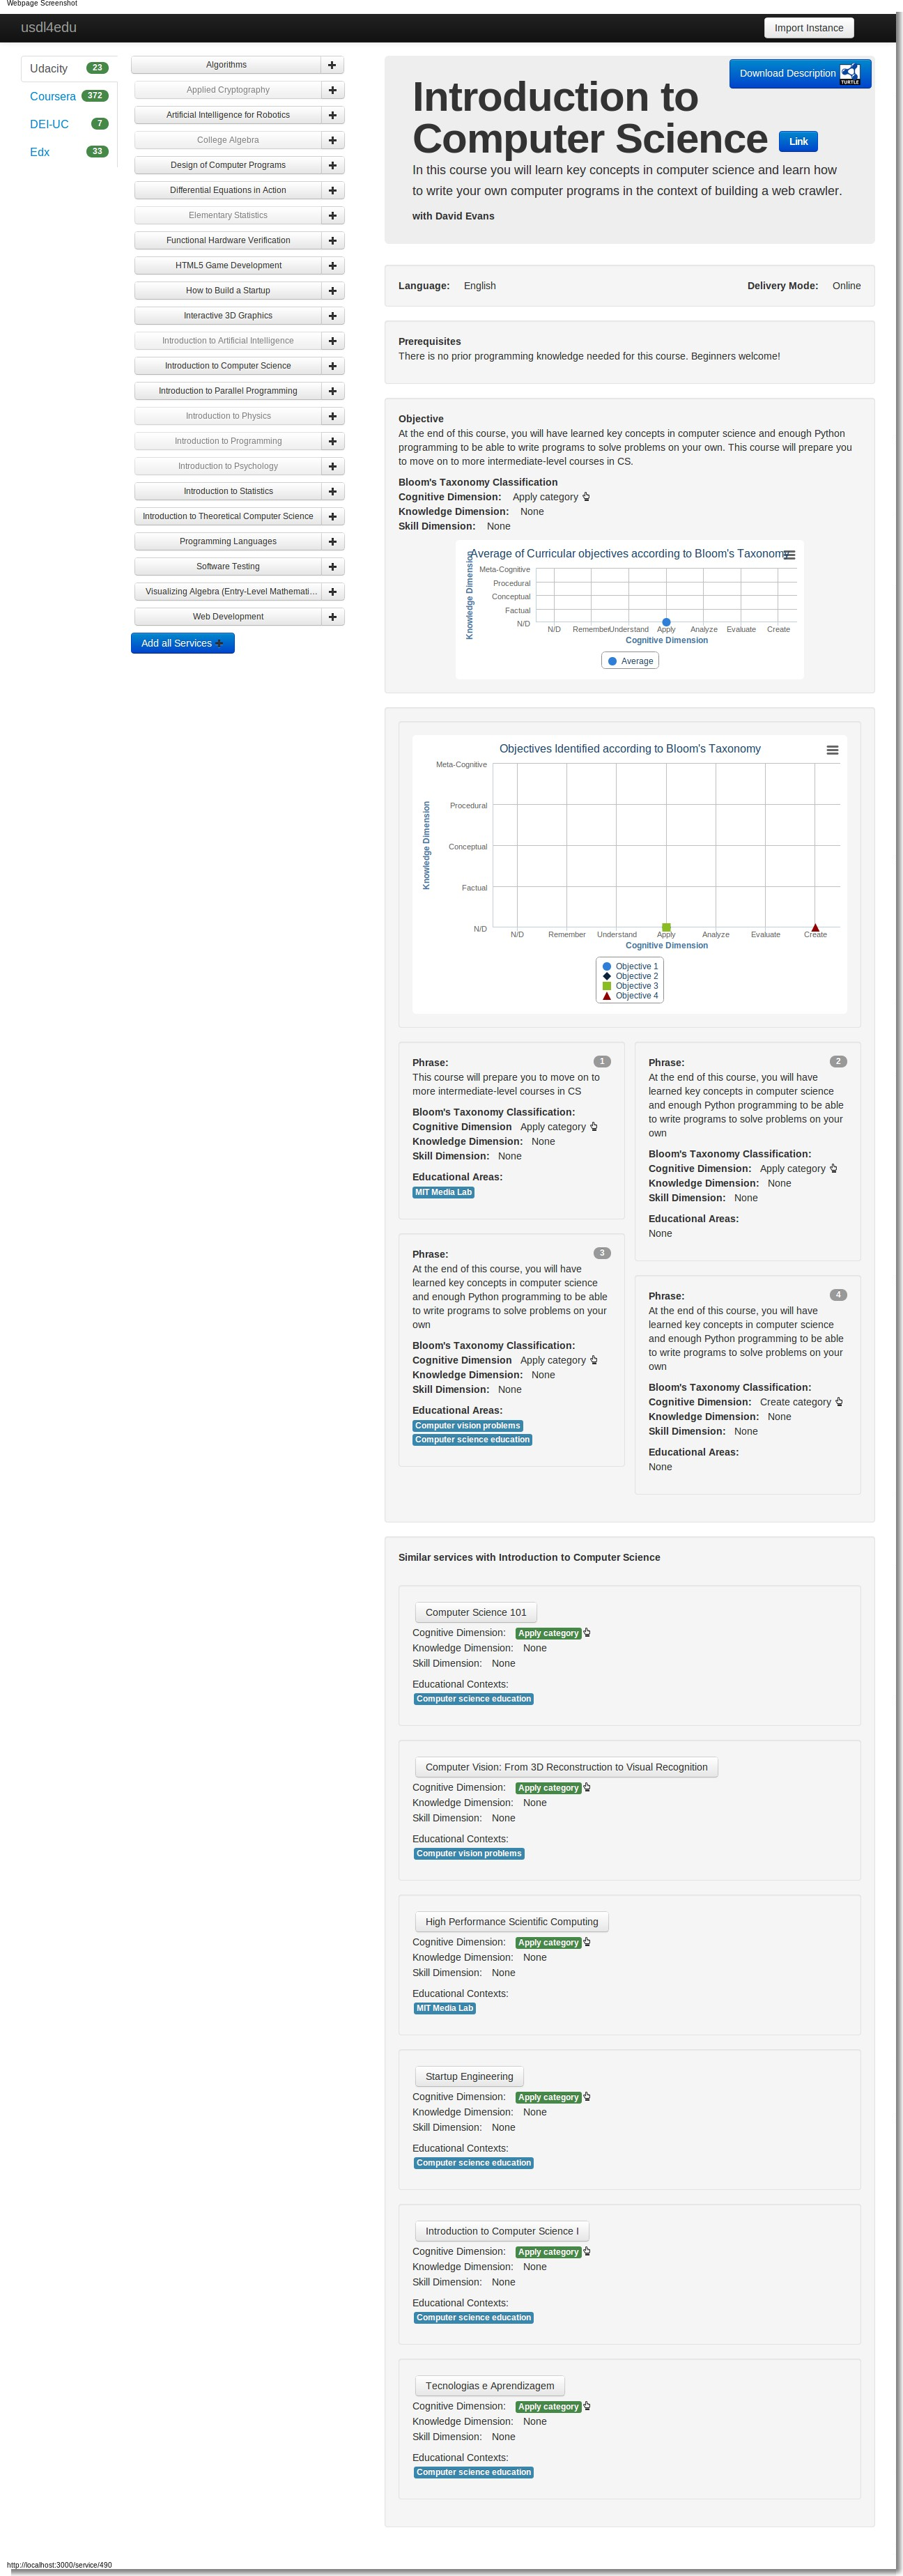 Webpage Screenshot
usdl4edu
Import Instance
Udacity 23
Coursera 372
DEI-UC 7
Edx 33
Algorithms
Applied Cryptography
Artificial Intelligence for Robotics
College Algebra
Design of Computer Programs
Differential Equations in Action
Elementary Statistics
Functional Hardware Verification
HTML5 Game Development
How to Build a Startup
Interactive 3D Graphics
Introduction to Artificial Intelligence
Introduction to Computer Science
Introduction to Parallel Programming
Introduction to Physics
Introduction to Programming
Introduction to Psychology
Introduction to Statistics
Introduction to Theoretical Computer Science
Programming Languages
Software Testing
Visualizing Algebra (Entry-Level Mathemati...
Web Development
Add all Services
Download Description TURTLE
Introduction to
Computer Science Link
In this course you will learn key concepts in computer science and learn how
to write your own computer programs in the context of building a web crawler.
with David Evans
Language: English Delivery Mode: Online
Prerequisites
There is no prior programming knowledge needed for this course. Beginners welcome!
Objective
At the end of this course, you will have learned key concepts in computer science and enough Python
programming to be able to write programs to solve problems on your own. This course will prepare you
to move on to more intermediate-level courses in CS.
Bloom's Taxonomy Classification
Cognitive Dimension: Apply category
Knowledge Dimension: None
Skill Dimension: None
Average of Curricular objectives according to Bloom's Taxonomy
Knowledge Dimension
Meta-Cognitive
Procedural
Conceptual
Factual
N/D
N/D Remember Understand Apply Analyze Evaluate Create
Cognitive Dimension
Average
Objectives Identified according to Bloom's Taxonomy
Knowledge Dimension
Meta-Cognitive
Procedural
Conceptual
Factual
N/D
N/D Remember Understand Apply Analyze Evaluate Create
Cognitive Dimension
Objective 1
Objective 2
Objective 3
Objective 4
Phrase: 1
This course will prepare you to move on to
more intermediate-level courses in CS
Bloom's Taxonomy Classification:
Cognitive Dimension Apply category
Knowledge Dimension: None
Skill Dimension: None
Educational Areas:
MIT Media Lab
Phrase: 2
At the end of this course, you will have
learned key concepts in computer science
and enough Python programming to be able
to write programs to solve problems on your
own
Bloom's Taxonomy Classification:
Cognitive Dimension: Apply category
Knowledge Dimension: None
Skill Dimension: None
Educational Areas:
None
Phrase: 3
At the end of this course, you will have
learned key concepts in computer science
and enough Python programming to be able
to write programs to solve problems on your
own
Bloom's Taxonomy Classification:
Cognitive Dimension Apply category
Knowledge Dimension: None
Skill Dimension: None
Educational Areas:
Computer vision problems
Computer science education
Phrase: 4
At the end of this course, you will have
learned key concepts in computer science
and enough Python programming to be able
to write programs to solve problems on your
own
Bloom's Taxonomy Classification:
Cognitive Dimension: Create category
Knowledge Dimension: None
Skill Dimension: None
Educational Areas:
None
Similar services with Introduction to Computer Science
Computer Science 101
Cognitive Dimension: Apply category
Knowledge Dimension: None
Skill Dimension: None
Educational Contexts:
Computer science education
Computer Vision: From 3D Reconstruction to Visual Recognition
Cognitive Dimension: Apply category
Knowledge Dimension: None
Skill Dimension: None
Educational Contexts:
Computer vision problems
High Performance Scientific Computing
Cognitive Dimension: Apply category
Knowledge Dimension: None
Skill Dimension: None
Educational Contexts:
MIT Media Lab
Startup Engineering
Cognitive Dimension: Apply category
Knowledge Dimension: None
Skill Dimension: None
Educational Contexts:
Computer science education
Introduction to Computer Science I
Cognitive Dimension: Apply category
Knowledge Dimension: None
Skill Dimension: None
Educational Contexts:
Computer science education
Tecnologias e Aprendizagem
Cognitive Dimension: Apply category
Knowledge Dimension: None
Skill Dimension: None
Educational Contexts:
Computer science education
http://localhost:3000/service/490